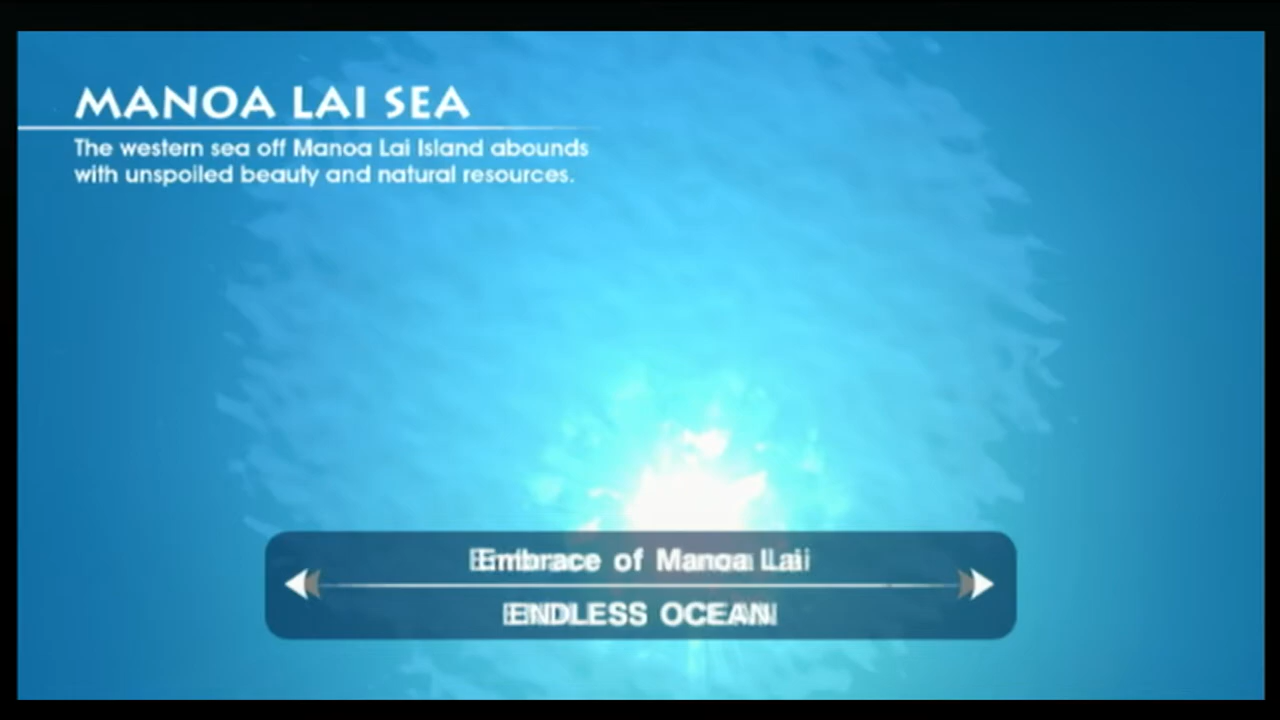 MANOA LAI SEA
The western sea off Manoa Lai Island abounds
with unspoiled beauty and natural resources.
Embrace of Manoa Lai
ENDLESS OCEAN